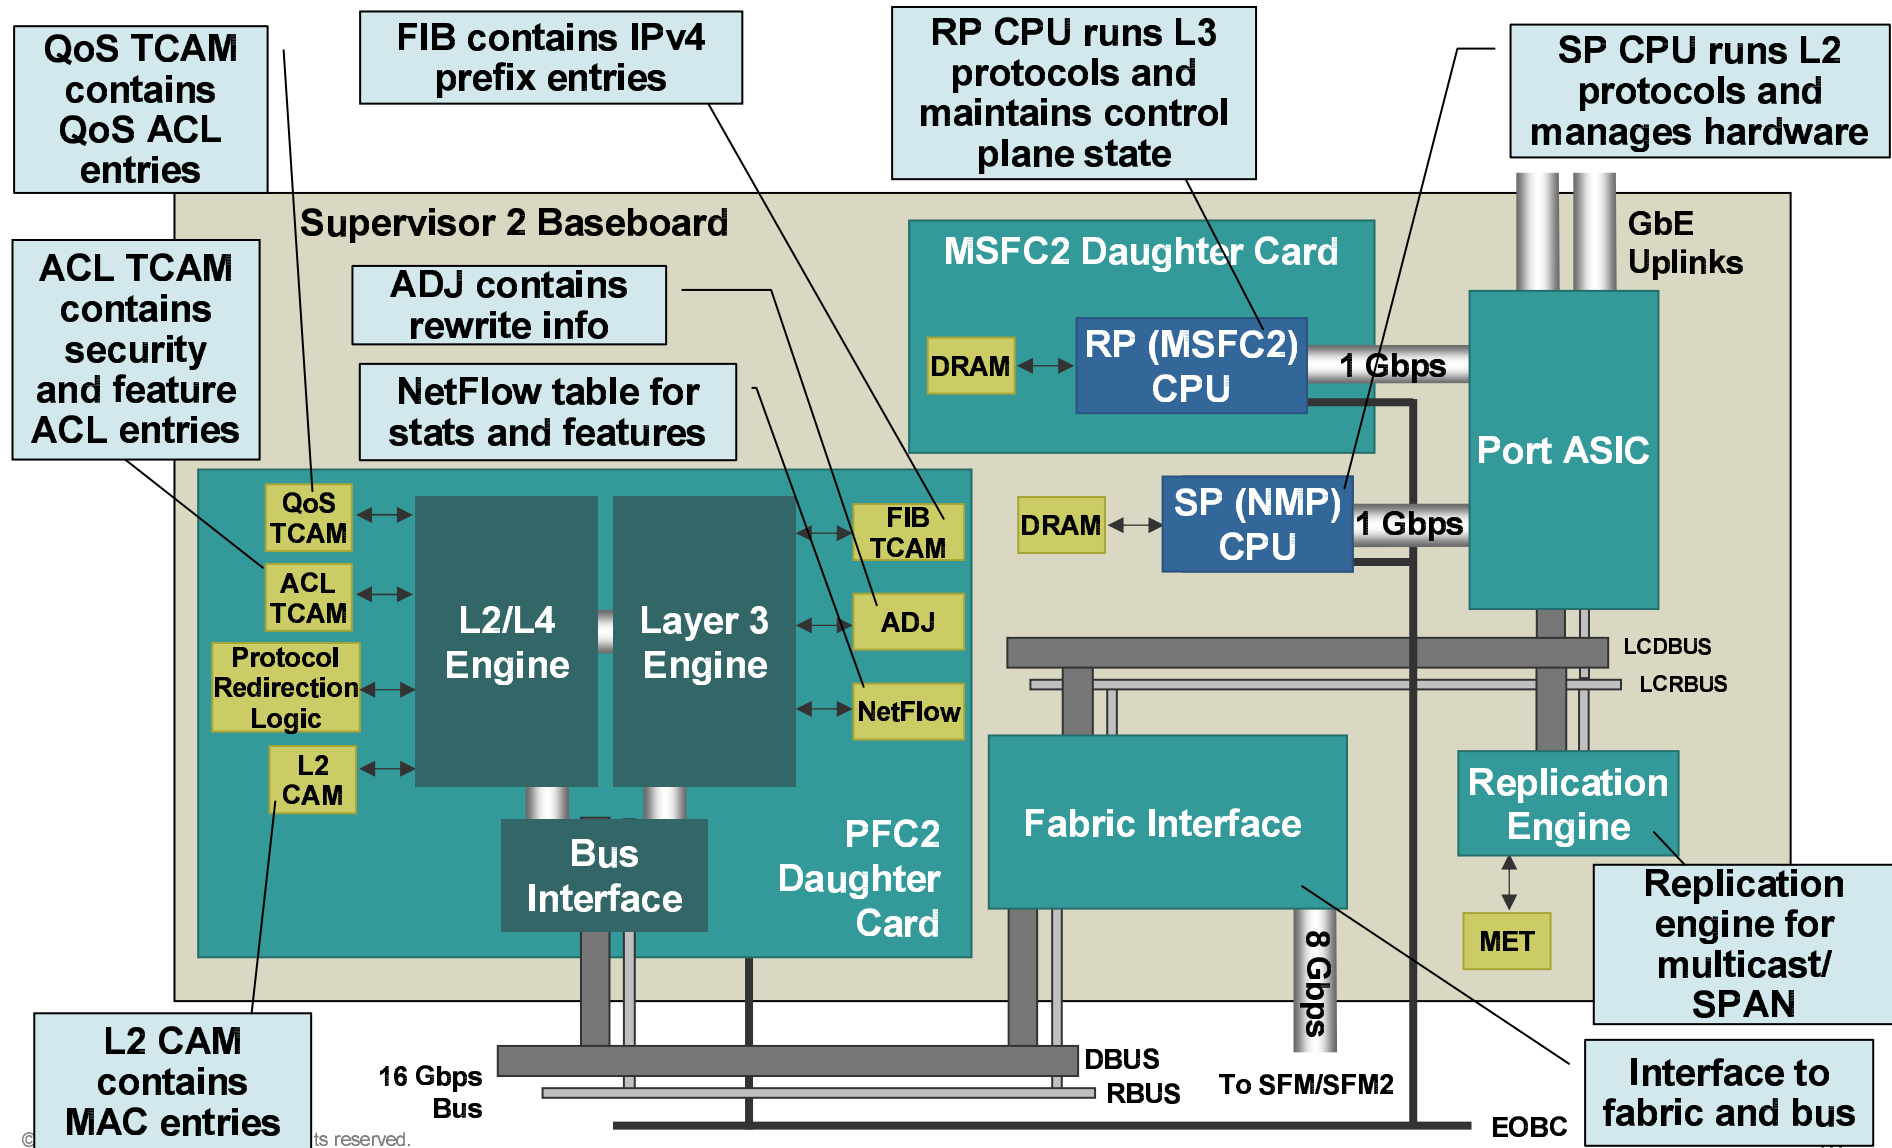 QoS TCAM
contains
QoS ACL
entries
FIB contains IPv4
prefix entries
RP CPU runs L3
protocols and
maintains control
plane state
SP CPU runs L2
protocols and
manages hardware
Supervisor 2 Baseboard
ACL TCAM
contains
security
and feature
ACL entries
ADJ contains
rewrite info
NetFlow table for
stats and features
MSFC2 Daughter Card
DRAM
RP (MSFC2)
CPU
1 Gbps
GbE
Uplinks
Port ASIC
DRAM
SP (NMP)
CPU
1 Gbps
QoS
TCAM
ACL
TCAM
Protocol
Redirection
Logic
L2
CAM
L2/L4
Engine
Layer 3
Engine
FIB
TCAM
ADJ
NetFlow
Bus
Interface
PFC2
Daughter
Card
LCDBUS
LCRBUS
Fabric Interface
Replication
Engine
MET
8 Gbps
Replication
engine for
multicast/
SPAN
L2 CAM
contains
MAC entries
16 Gbps
Bus
DBUS
RBUS
To SFM/SFM2
EOBC
Interface to
fabric and bus
©
ts reserved.